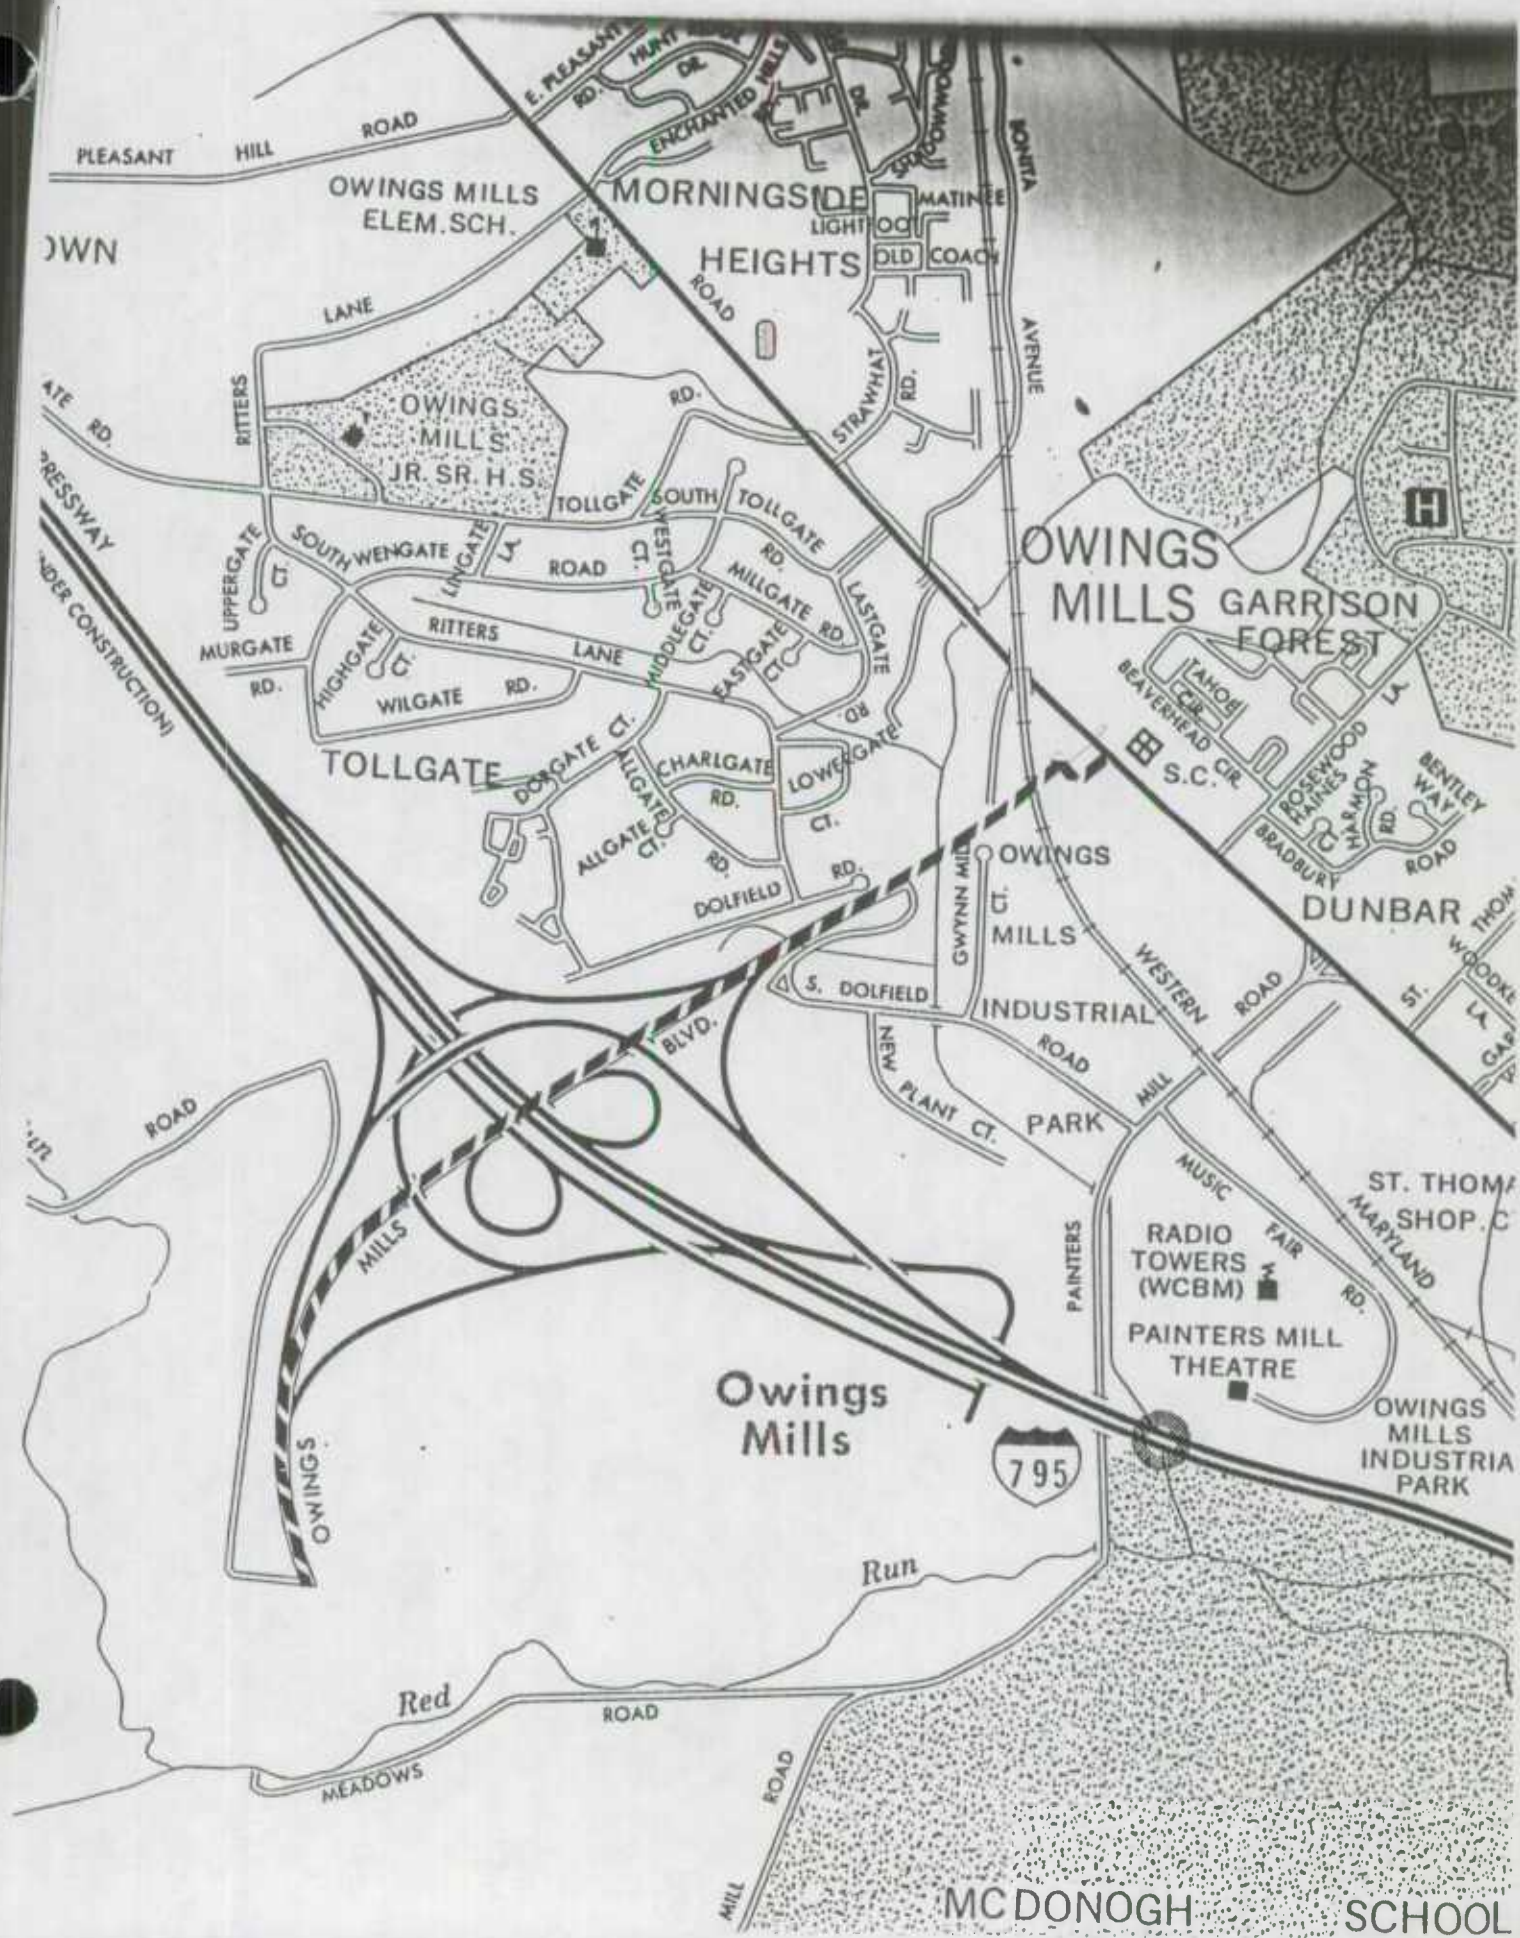 E. PLEASANT
RD.
HUNT
DR.
ENCHANTED HILLS
DR.
BONITA
PLEASANT HILL ROAD
OWINGS MILLS
ELEM. SCH.
MORNINGSIDE
HEIGHTS
MATINEE
LIGHT
OLD COACH
ROAD
LANE
AVENUE
STRAWHAT RD.
RITTERS
RD.
OWINGS
MILLS
JR. SR. H. S.
RD.
TOLLGATE
SOUTH TOLLGATE
RD.
SOUTH WENGATE
ROAD
LINGATE
LA.
WESTGATE
CT.
UPPERGATE
CT.
MILLGATE RD.
LASTGATE
RD.
MIDDLEGATE
CT.
EASTGATE
CT.
MURGATE
RD.
HIGHGATE
CT.
RITTERS LANE
WILGATE RD.
TOLLGATE
DORGATE CT.
CHARLGATE
RD.
LOWERGATE
CT.
ALLGATE
RD.
ALLGATE
CT.
DOLFIELD RD.
OWINGS
MILLS
H
GARRISON
FOREST
TAHOE
CIR.
BEAVERHEAD CIR.
S.C.
ROSEWOOD
LA.
HAINES
CT.
HARMON
RD.
BENTLEY
WAY
BRADBURY
ROAD
DUNBAR
ST.
LA.
OWINGS
MILLS
INDUSTRIAL
PARK
GWYNN MILL
CT.
S. DOLFIELD
ROAD
NEW PLANT CT.
WESTERN
MARYLAND
PAINTERS MILL ROAD
MUSIC FAIR RD.
RADIO
TOWERS
(WCBM)
PAINTERS MILL
THEATRE
SHOP. C
OWINGS
MILLS
PARK
OWINGS MILLS BLVD.
ROAD
Owings
Mills
795
Red Run
MEADOWS ROAD
MILL ROAD
MCDONOGH SCHOOL